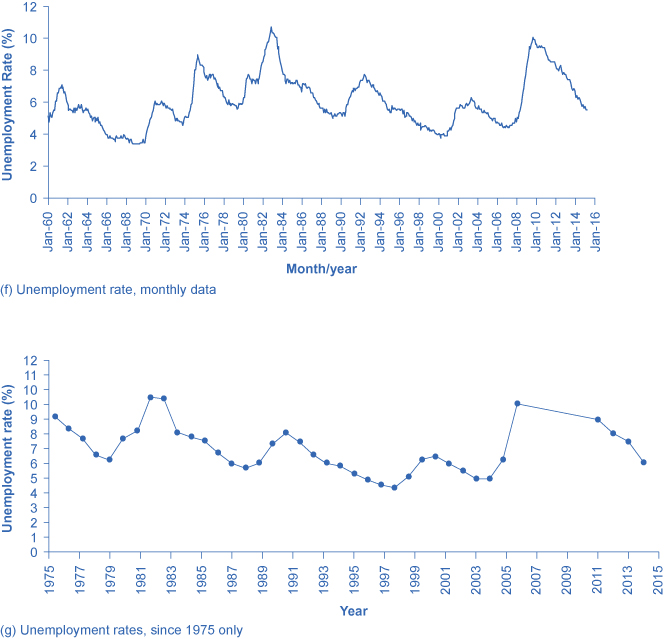 Unemployment Rate (%)
12
10
8
6
4
2
0
Jan-60
Jan-62
Jan-64
Jan-66
Jan-68
Jan-70
Jan-72
Jan-74
Jan-76
Jan-78
Jan-80
Jan-82
Jan-84
Jan-86
Jan-88
Jan-90
Jan-92
Jan-94
Jan-96
Jan-98
Jan-00
Jan-02
Jan-04
Jan-06
Jan-08
Jan-10
Jan-12
Jan-14
Jan-16
Month/year
(f) Unemployment rate, monthly data
Unemployment rate (%)
12
11
10
9
8
7
6
5
4
3
2
1
0
1975
1977
1979
1981
1983
1985
1987
1989
1991
1993
1995
1997
1999
2001
2003
2005
2007
2009
2011
2013
2015
Year
(g) Unemployment rates, since 1975 only